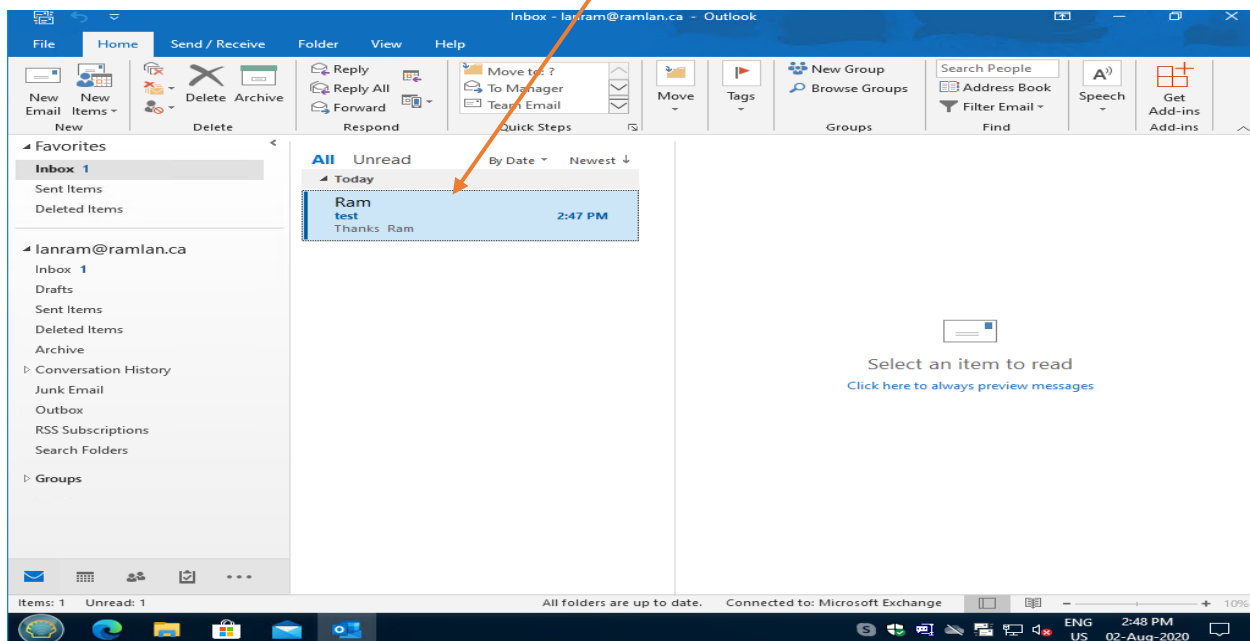 Inbox - lanram@ramlan.ca - Outlook
File Home Send / Receive Folder View Help
New Email
New Items
New
Delete
Archive
Delete
Reply
Reply All
Forward
Respond
Move to: ?
To Manager
Team Email
Quick Steps
Move
Tags
New Group
Browse Groups
Groups
Search People
Address Book
Filter Email
Find
A
Speech
Get Add-ins
Add-ins
Favorites
Inbox 1
Sent Items
Deleted Items
lanram@ramlan.ca
Inbox 1
Drafts
Sent Items
Deleted Items
Archive
Conversation History
Junk Email
Outbox
RSS Subscriptions
Search Folders
Groups
All Unread By Date Newest ↓
Today
Ram
test 2:47 PM
Thanks Ram
Select an item to read
Click here to always preview messages
Items: 1 Unread: 1 All folders are up to date. Connected to: Microsoft Exchange 10%
ENG 2:48 PM
US 02-Aug-2020